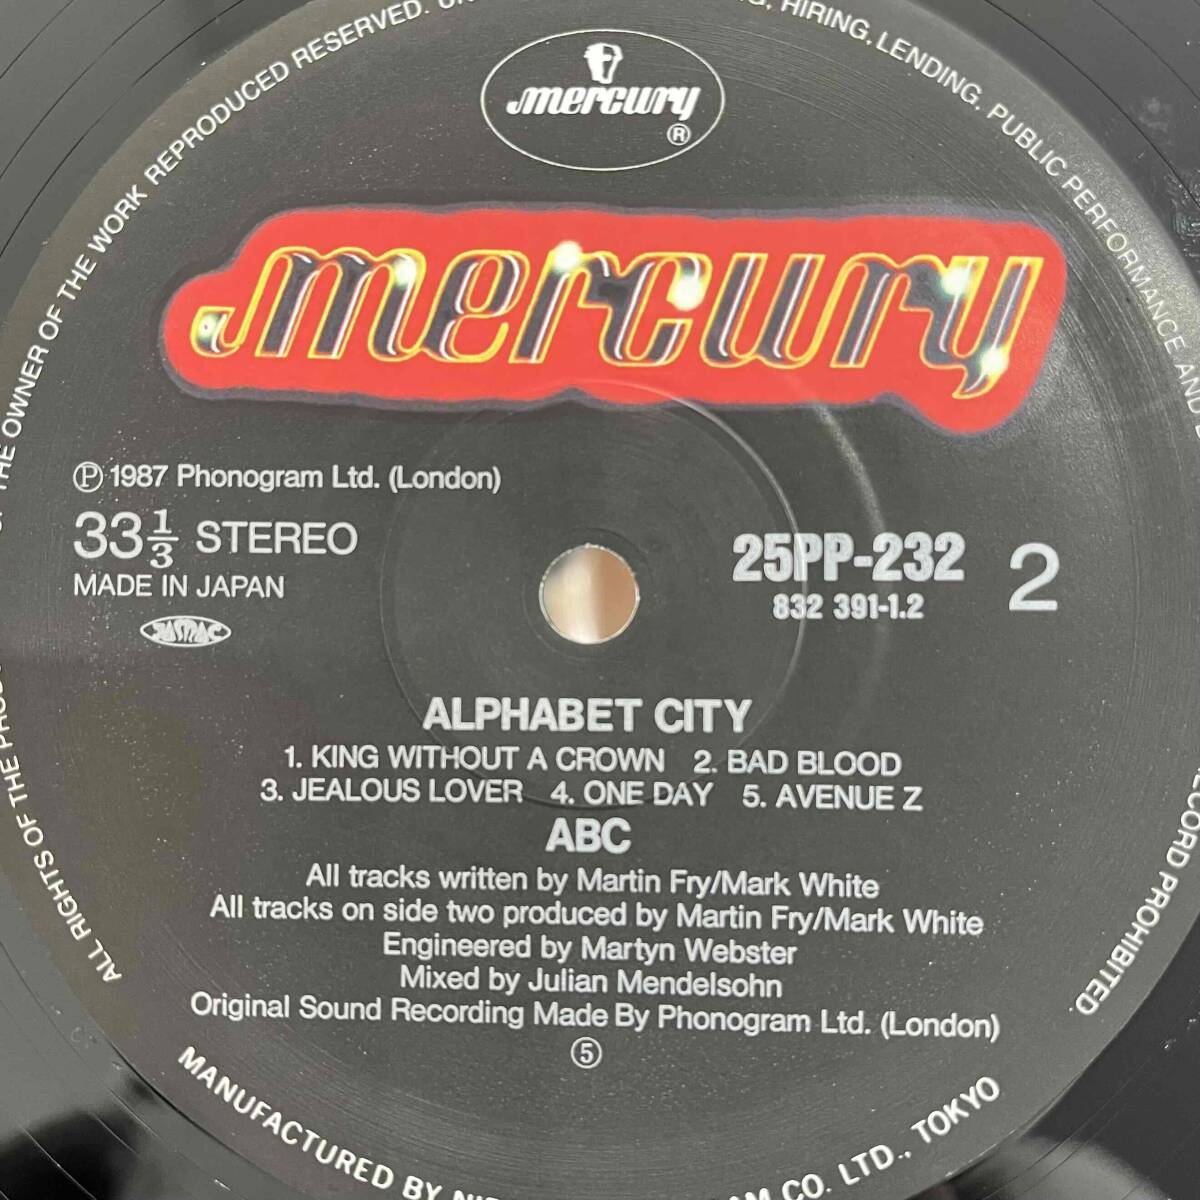 mercury
®
mercury
℗ 1987 Phonogram Ltd. (London)
33 1/3 STEREO
MADE IN JAPAN
JASRAC
25PP-232
832 391-1.2
2
ALPHABET CITY
1. KING WITHOUT A CROWN 2. BAD BLOOD
3. JEALOUS LOVER 4. ONE DAY 5. AVENUE Z
ABC
All tracks written by Martin Fry/Mark White
All tracks on side two produced by Martin Fry/Mark White
Engineered by Martyn Webster
Mixed by Julian Mendelsohn
Original Sound Recording Made By Phonogram Ltd. (London)
⑤
ALL RIGHTS OF THE THE OWNER OF THE WORK REPRODUCED RESERVED. HIRING, LENDING, PUBLIC PERFORMANCE AND PROHIBITED
MANUFACTURED BY CO. LTD., TOKYO